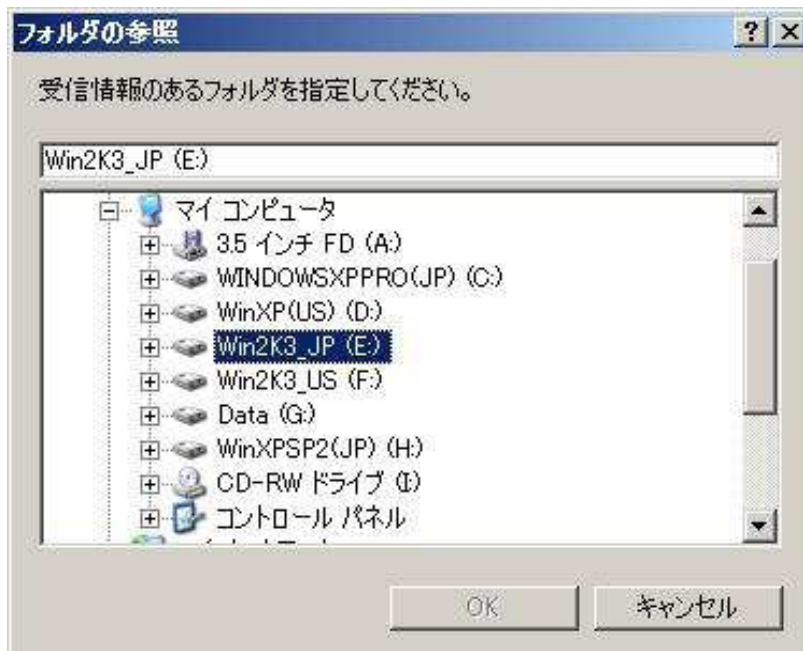 フォルダの参照
受信情報のあるフォルダを指定してください。
Win2K3_JP (E:)
マイ コンピュータ
3.5 インチ FD (A:)
WINDOWSXPPRO(JP) (C:)
WinXP(US) (D:)
Win2K3_JP (E:)
Win2K3_US (F:)
Data (G:)
WinXPSP2(JP) (H:)
CD-RW ドライブ (I:)
コントロール パネル
OK
キャンセル